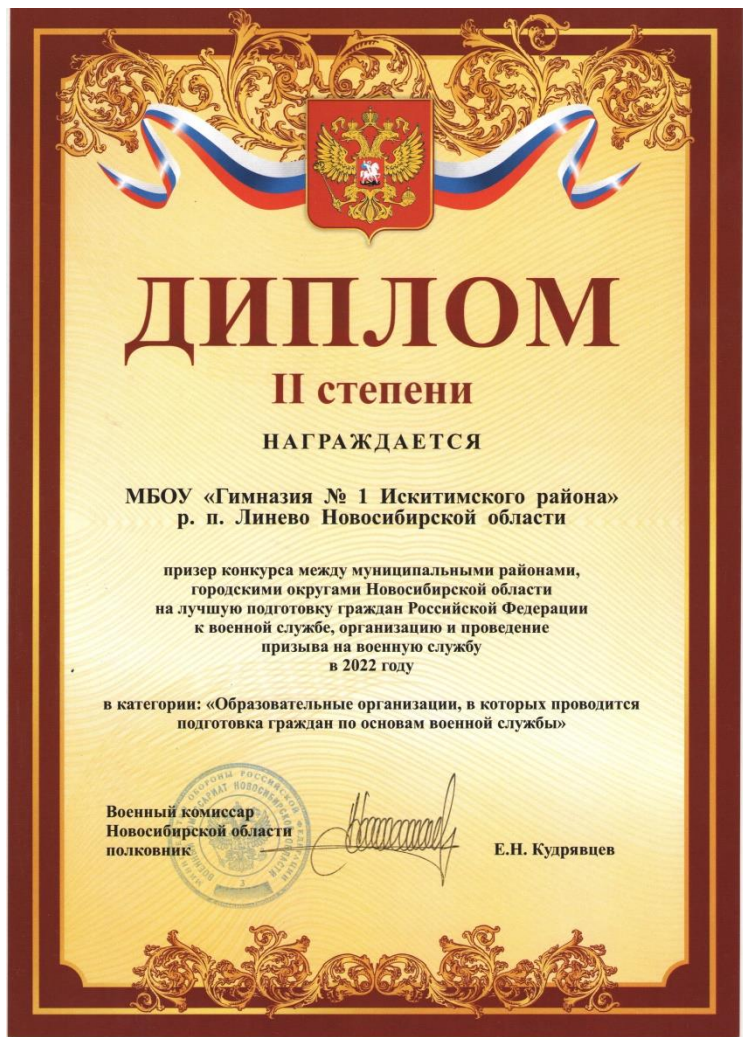 ДИПЛОМ
II степени
НАГРАЖДАЕТСЯ
МБОУ «Гимназия № 1 Искитимского района»
р. п. Линево Новосибирской области
призер конкурса между муниципальными районами,
городскими округами Новосибирской области
на лучшую подготовку граждан Российской Федерации
к военной службе, организацию и проведение
призыва на военную службу
в 2022 году
в категории: «Образовательные организации, в которых проводится
подготовка граждан по основам военной службы»
Военный комиссар
Новосибирской области
полковник
Е.Н. Кудрявцев